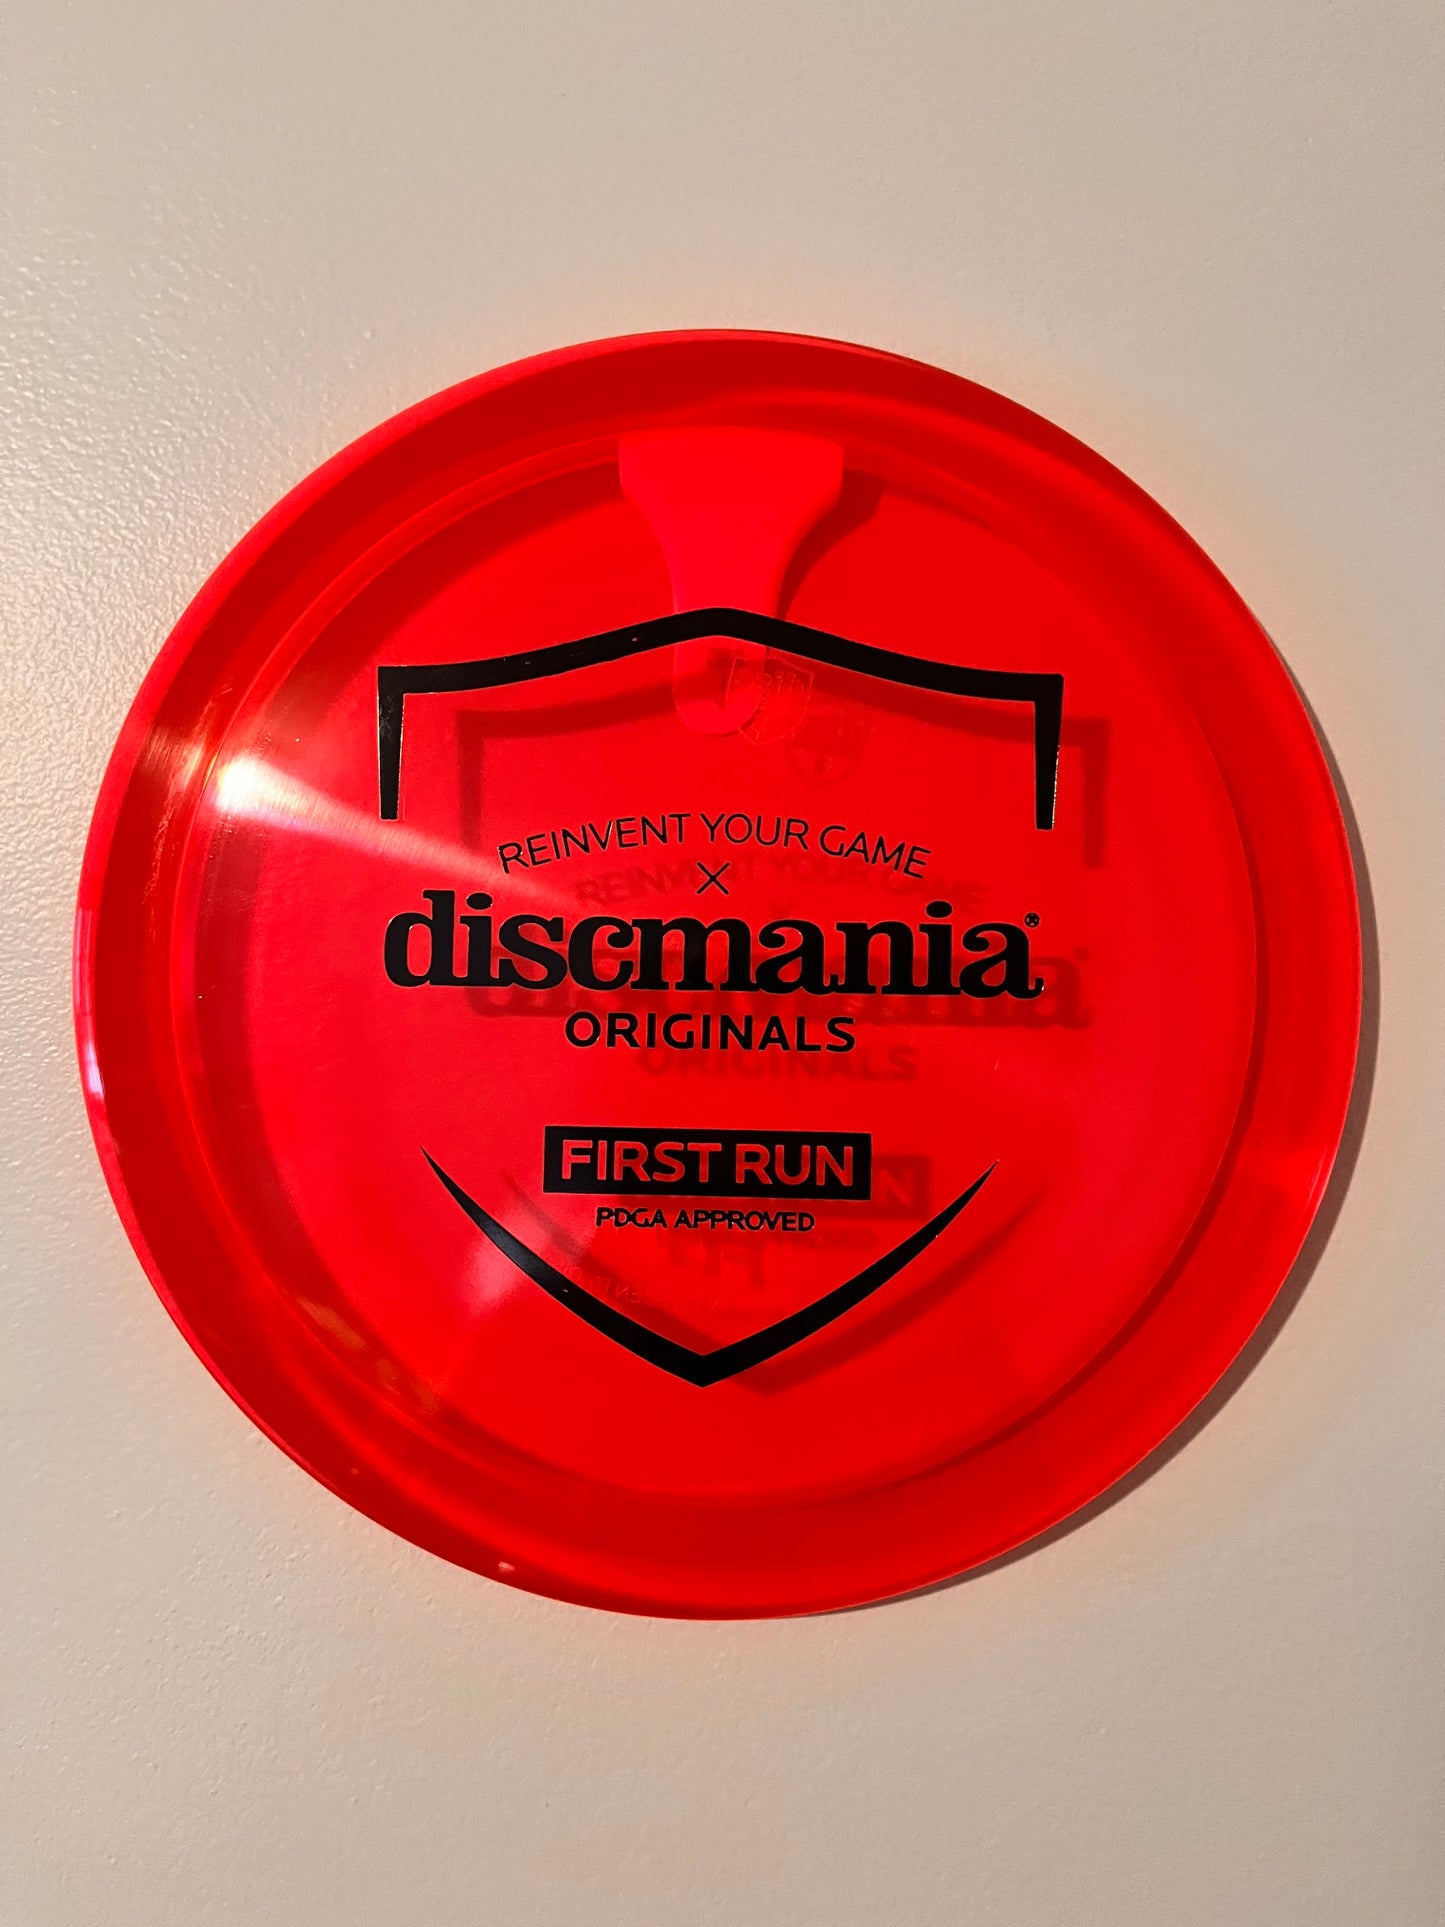 REINVENT YOUR GAME
×
discmania®
ORIGINALS
FIRST RUN
PDGA APPROVED